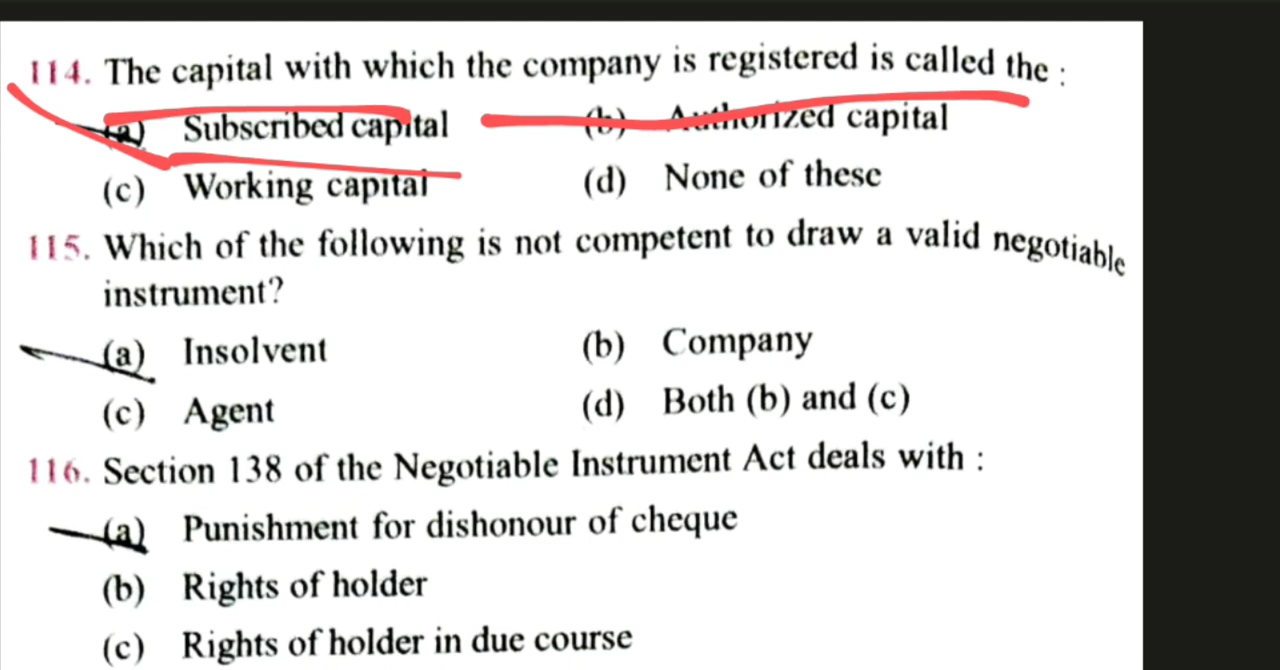 114. The capital with which the company is registered is called the :
(a) Subscribed capital (b) Authorized capital
(c) Working capital (d) None of these
115. Which of the following is not competent to draw a valid negotiable
instrument?
(a) Insolvent (b) Company
(c) Agent (d) Both (b) and (c)
116. Section 138 of the Negotiable Instrument Act deals with :
(a) Punishment for dishonour of cheque
(b) Rights of holder
(c) Rights of holder in due course